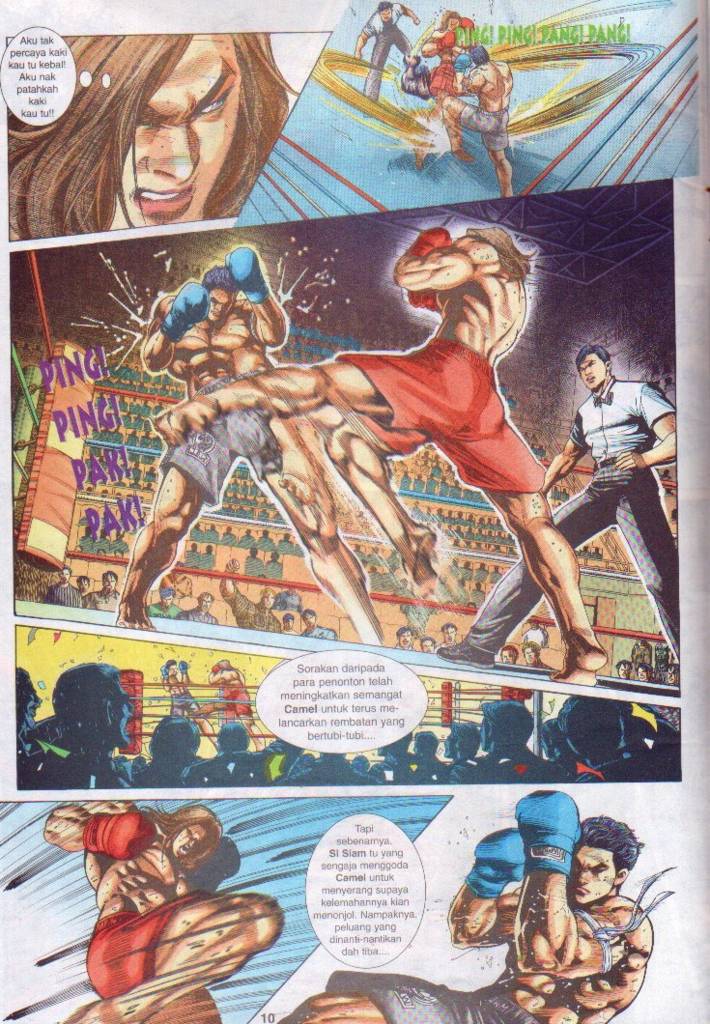 Aku tak
percaya kaki
kau tu kebal!
Aku nak
patahkah
kaki
kau tu!!
PING! PING! PANG! PANG!
PING!
PING!
PAK!
PAK!
Sorakan daripada
para penonton telah
meningkatkan semangat
Camel untuk terus me-
lancarkan rembatan yang
bertubi-tubi....
Tapi
sebenarnya,
Si Siam tu yang
sengaja menggoda
Camel untuk
menyerang supaya
kelemahannya kian
menonjol. Nampaknya,
peluang yang
dinanti-nantikan
dah tiba....
10